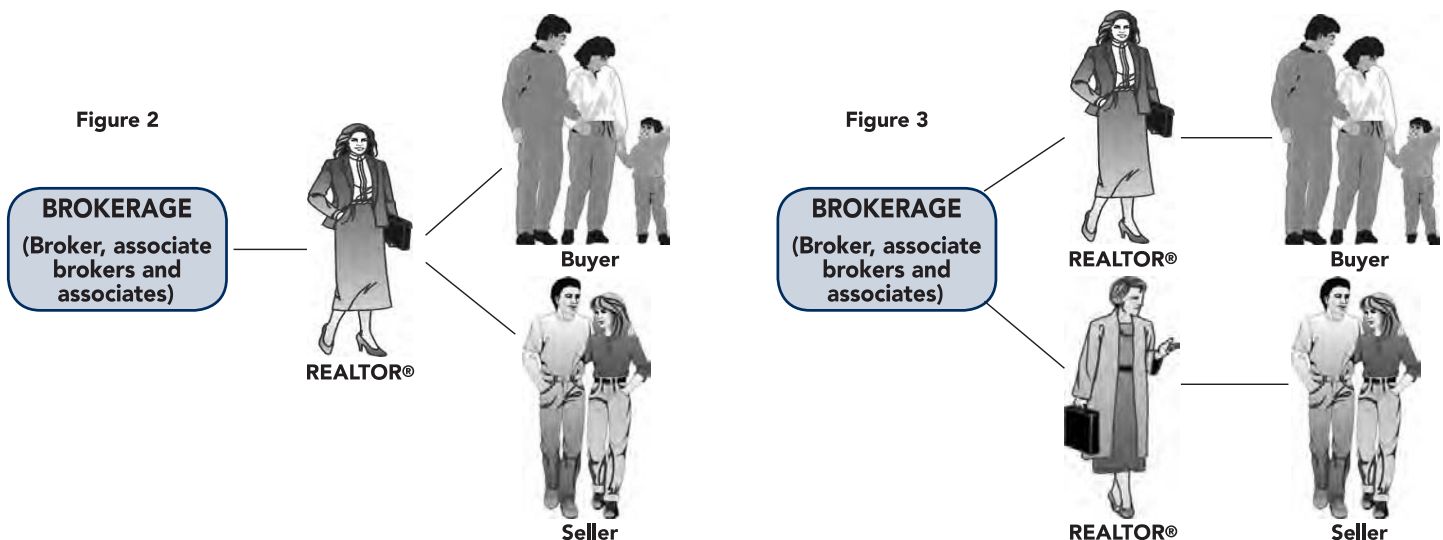 Figure 2
BROKERAGE
(Broker, associate
brokers and
associates)
REALTOR®
Buyer
Seller
Figure 3
BROKERAGE
(Broker, associate
brokers and
associates)
REALTOR®
Buyer
REALTOR®
Seller